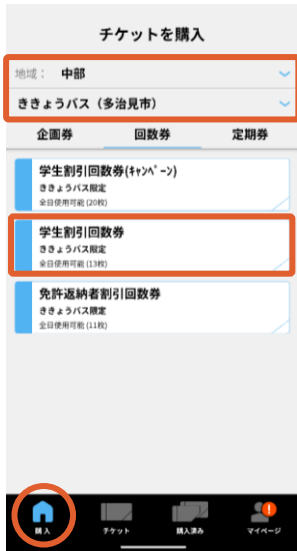 チケットを購入
地域： 中部
ききょうバス（多治見市）
企画券 回数券 定期券
学生割引回数券(ｷｬﾝﾍﾟｰﾝ)
ききょうバス限定
全日使用可能 (20枚)
学生割引回数券
ききょうバス限定
全日使用可能 (13枚)
免許返納者割引回数券
ききょうバス限定
全日使用可能 (11枚)
購入 チケット 購入済み マイページ